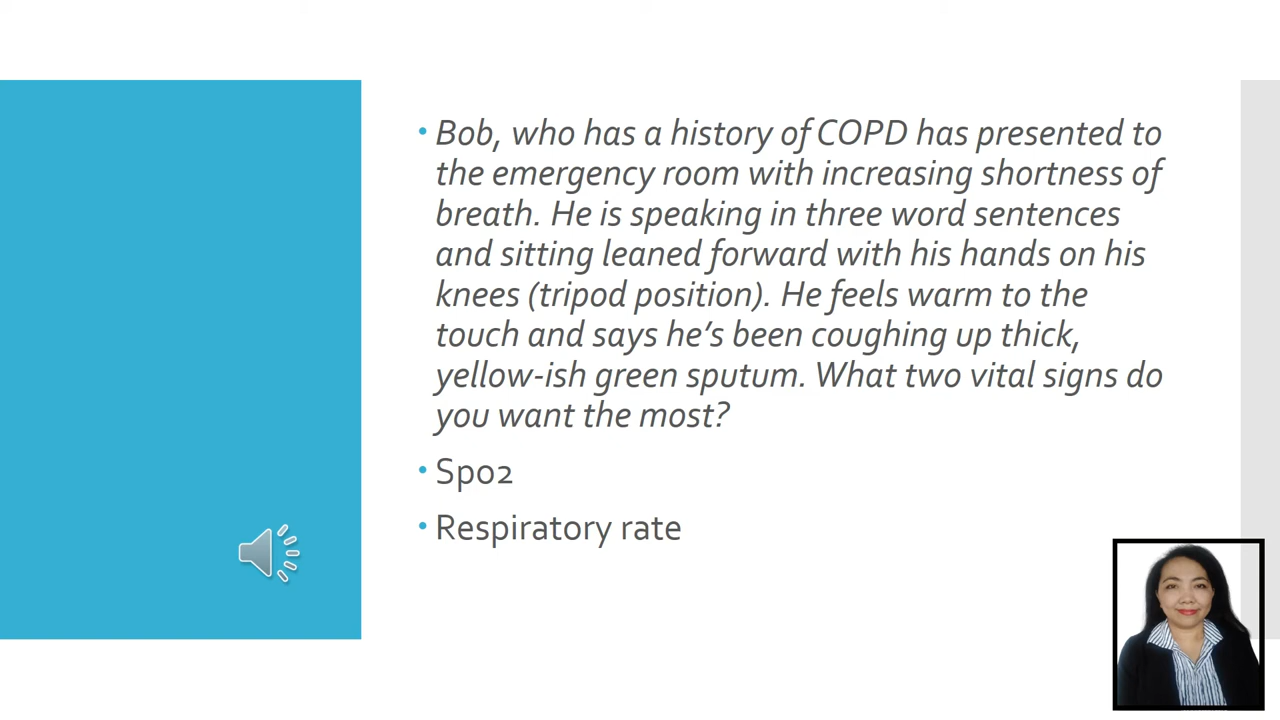 Bob, who has a history of COPD has presented to
the emergency room with increasing shortness of
breath. He is speaking in three word sentences
and sitting leaned forward with his hands on his
knees (tripod position). He feels warm to the
touch and says he’s been coughing up thick,
yellow-ish green sputum. What two vital signs do
you want the most?
Spo2
Respiratory rate